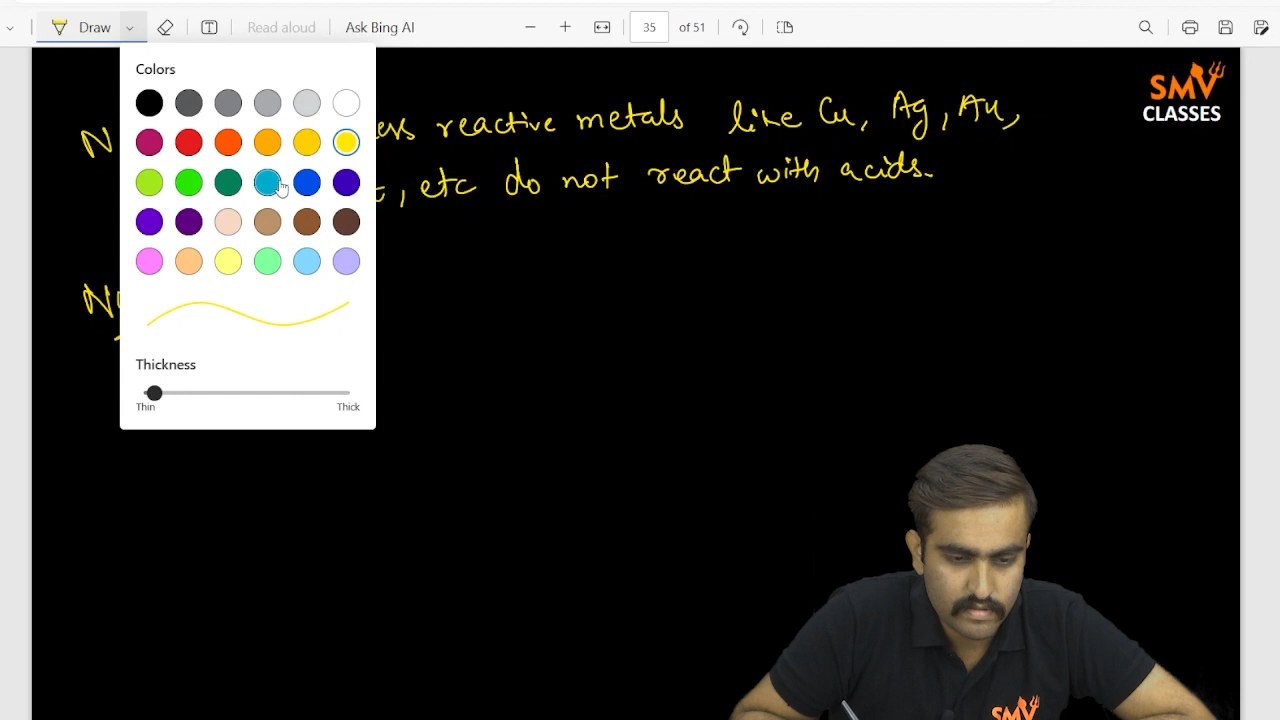 Draw
Read aloud
Ask Bing AI
35
of 51
Colors
Thickness
Thin
Thick
SMV
CLASSES
reactive metals like Cu, Ag, Au,
, etc do not react with acids.
SMV